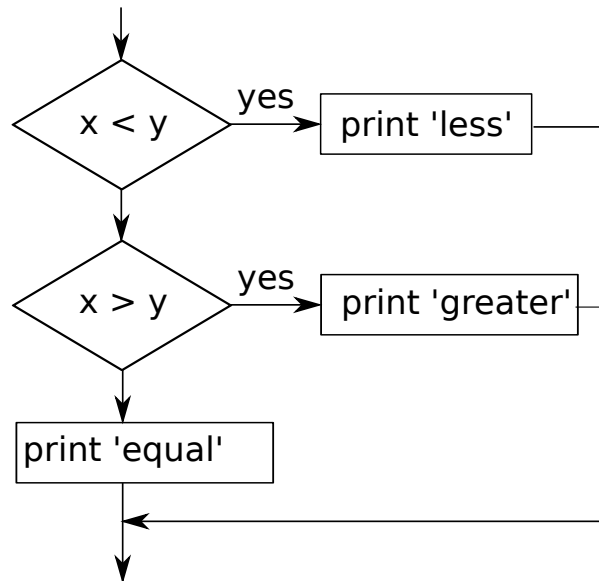 x < y
yes
print 'less'
x > y
yes
print 'greater'
print 'equal'